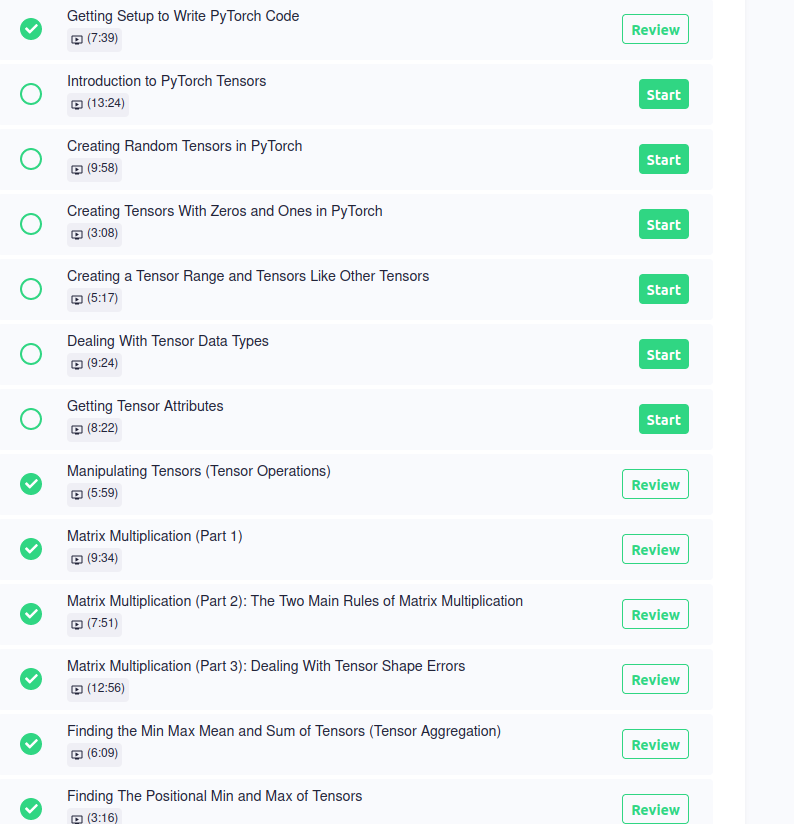 Getting Setup to Write PyTorch Code
(7:39)
Review
Introduction to PyTorch Tensors
(13:24)
Start
Creating Random Tensors in PyTorch
(9:58)
Start
Creating Tensors With Zeros and Ones in PyTorch
(3:08)
Start
Creating a Tensor Range and Tensors Like Other Tensors
(5:17)
Start
Dealing With Tensor Data Types
(9:24)
Start
Getting Tensor Attributes
(8:22)
Start
Manipulating Tensors (Tensor Operations)
(5:59)
Review
Matrix Multiplication (Part 1)
(9:34)
Review
Matrix Multiplication (Part 2): The Two Main Rules of Matrix Multiplication
(7:51)
Review
Matrix Multiplication (Part 3): Dealing With Tensor Shape Errors
(12:56)
Review
Finding the Min Max Mean and Sum of Tensors (Tensor Aggregation)
(6:09)
Review
Finding The Positional Min and Max of Tensors
(3:16)
Review